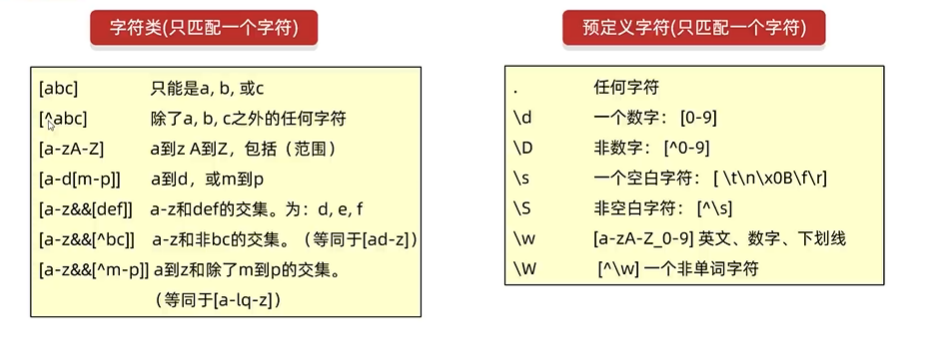 字符类(只匹配一个字符)
[abc] 只能是a, b, 或c
[^abc] 除了a, b, c之外的任何字符
[a-zA-Z] a到z A到Z，包括（范围）
[a-d[m-p]] a到d，或m到p
[a-z&&[def]] a-z和def的交集。为：d, e, f
[a-z&&[^bc]] a-z和非bc的交集。（等同于[ad-z]）
[a-z&&[^m-p]] a到z和除了m到p的交集。
（等同于[a-lq-z]）
预定义字符(只匹配一个字符)
. 任何字符
\d 一个数字： [0-9]
\D 非数字： [^0-9]
\s 一个空白字符： [ \t\n\x0B\f\r]
\S 非空白字符： [^\s]
\w [a-zA-Z_0-9] 英文、数字、下划线
\W [^\w] 一个非单词字符